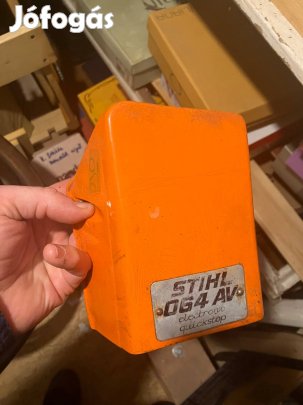 Jófogás
STIHL
064 AV
electronic
quickstop